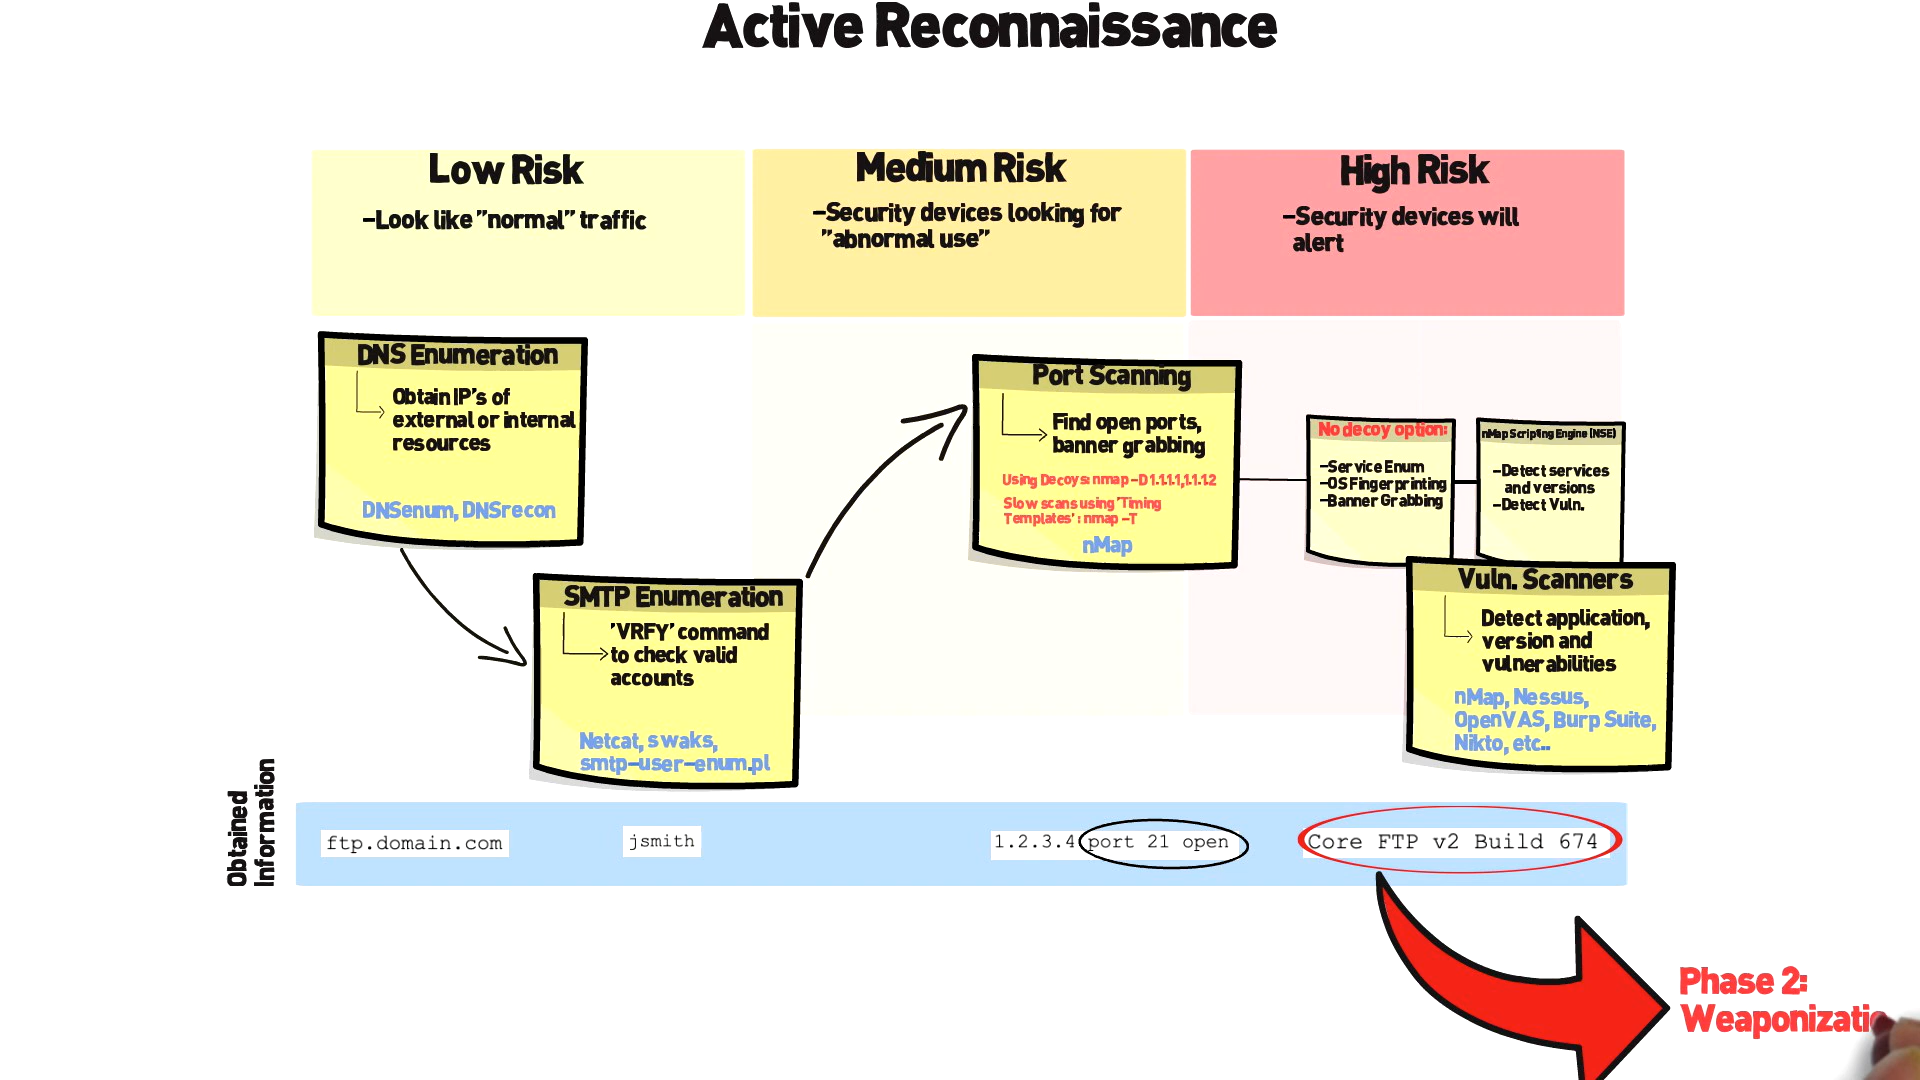 Active Reconnaissance
Low Risk
-Look like "normal" traffic
Medium Risk
-Security devices looking for
"abnormal use"
High Risk
-Security devices will
alert
DNS Enumeration
Obtain IP's of
external or internal
resources
DNSenum, DNSrecon
SMTP Enumeration
'VRFY' command
to check valid
accounts
Netcat, swaks,
smtp-user-enum.pl
Port Scanning
Find open ports,
banner grabbing
Using Decoys: nmap -D 1.1.1.1,1.1.1.2
Slow scans using 'Timing
Templates' : nmap -T
nMap
No decoy option:
-Service Enum
-OS Fingerprinting
-Banner Grabbing
nMap Scripting Engine (NSE)
-Detect services
and versions
-Detect Vuln.
Vuln. Scanners
Detect application,
version and
vulnerabilities
nMap, Nessus,
OpenVAS, Burp Suite,
Nikto, etc..
Obtained
Information
ftp.domain.com
jsmith
1.2.3.4 port 21 open
Core FTP v2 Build 674
Phase 2:
Weaponizatio